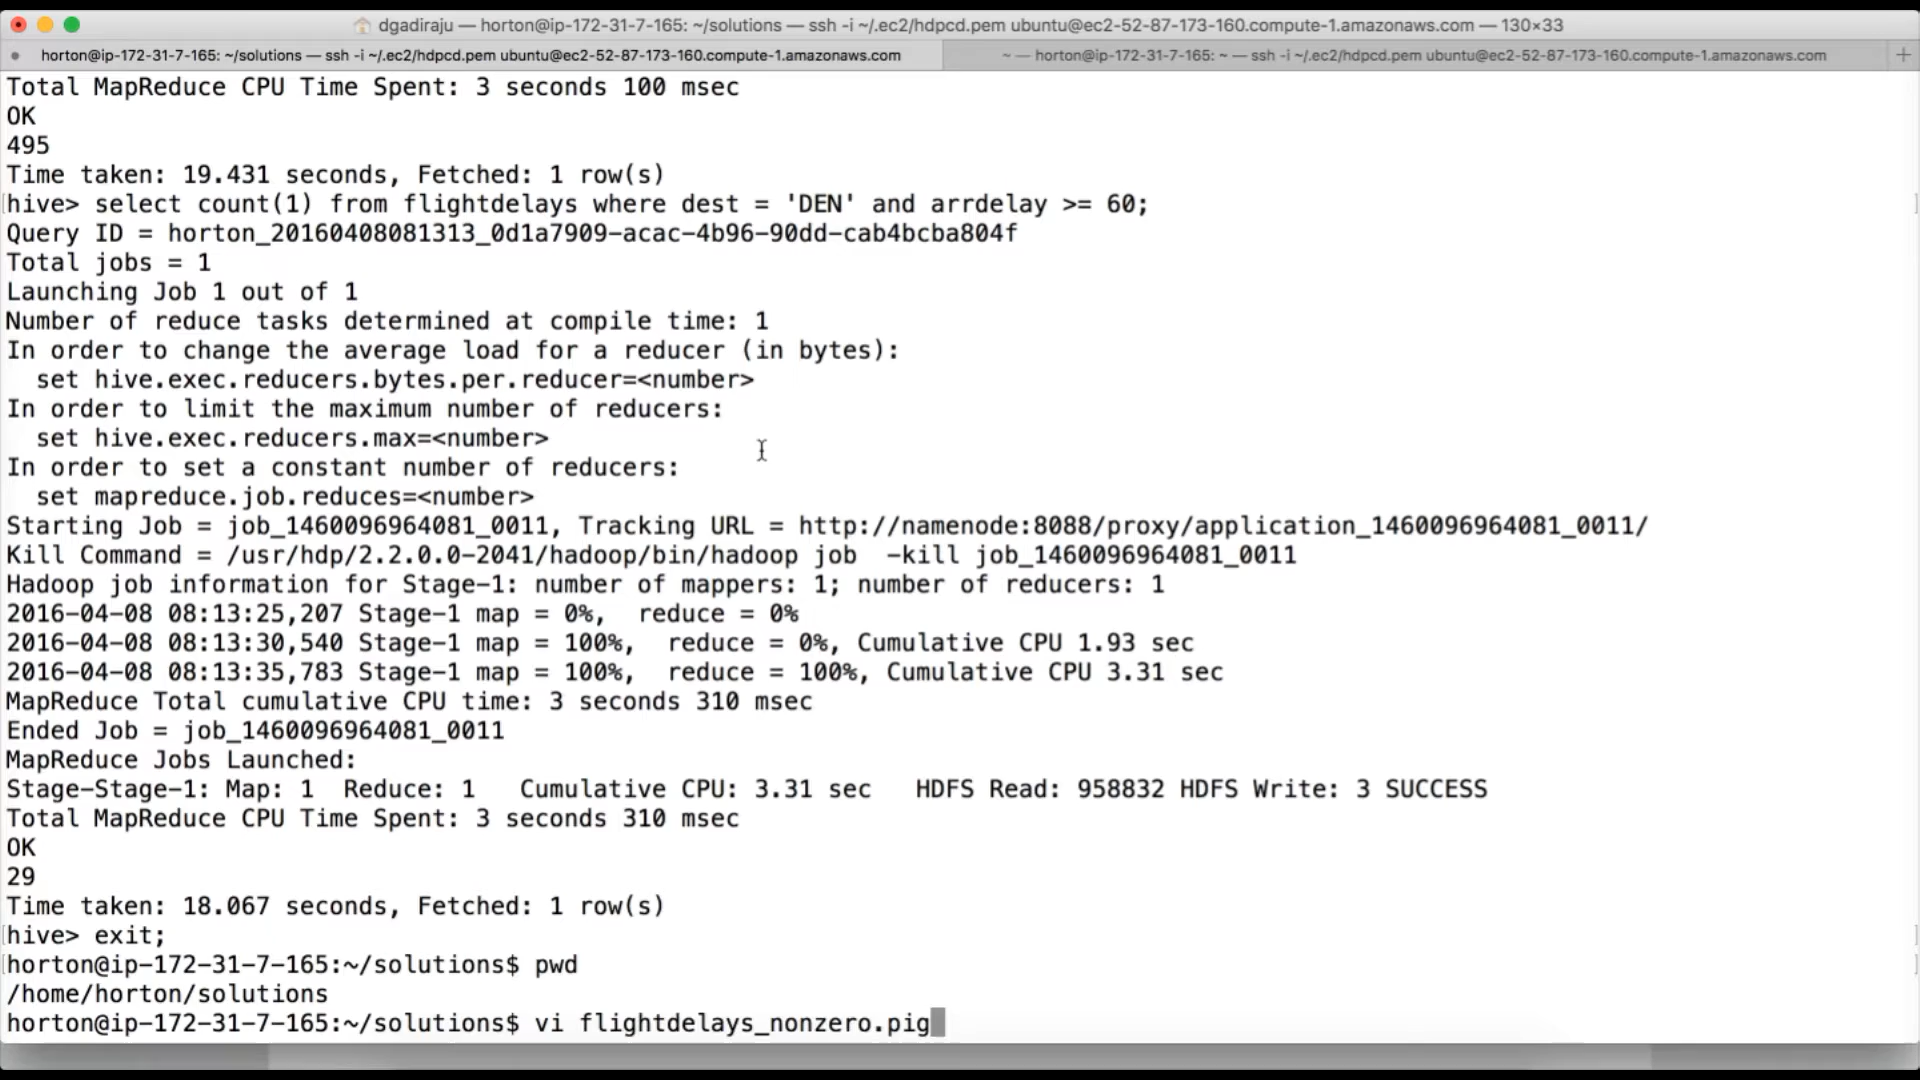 dgadiraju — horton@ip-172-31-7-165: ~/solutions — ssh -i ~/.ec2/hdpcd.pem ubuntu@ec2-52-87-173-160.compute-1.amazonaws.com — 130×33
horton@ip-172-31-7-165: ~/solutions — ssh -i ~/.ec2/hdpcd.pem ubuntu@ec2-52-87-173-160.compute-1.amazonaws.com
~ — horton@ip-172-31-7-165: ~ — ssh -i ~/.ec2/hdpcd.pem ubuntu@ec2-52-87-173-160.compute-1.amazonaws.com
Total MapReduce CPU Time Spent: 3 seconds 100 msec
OK
495
Time taken: 19.431 seconds, Fetched: 1 row(s)
hive> select count(1) from flightdelays where dest = 'DEN' and arrdelay >= 60;
Query ID = horton_20160408081313_0d1a7909-acac-4b96-90dd-cab4bcba804f
Total jobs = 1
Launching Job 1 out of 1
Number of reduce tasks determined at compile time: 1
In order to change the average load for a reducer (in bytes):
  set hive.exec.reducers.bytes.per.reducer=<number>
In order to limit the maximum number of reducers:
  set hive.exec.reducers.max=<number>
In order to set a constant number of reducers:
  set mapreduce.job.reduces=<number>
Starting Job = job_1460096964081_0011, Tracking URL = http://namenode:8088/proxy/application_1460096964081_0011/
Kill Command = /usr/hdp/2.2.0.0-2041/hadoop/bin/hadoop job  -kill job_1460096964081_0011
Hadoop job information for Stage-1: number of mappers: 1; number of reducers: 1
2016-04-08 08:13:25,207 Stage-1 map = 0%,  reduce = 0%
2016-04-08 08:13:30,540 Stage-1 map = 100%,  reduce = 0%, Cumulative CPU 1.93 sec
2016-04-08 08:13:35,783 Stage-1 map = 100%,  reduce = 100%, Cumulative CPU 3.31 sec
MapReduce Total cumulative CPU time: 3 seconds 310 msec
Ended Job = job_1460096964081_0011
MapReduce Jobs Launched:
Stage-Stage-1: Map: 1  Reduce: 1   Cumulative CPU: 3.31 sec   HDFS Read: 958832 HDFS Write: 3 SUCCESS
Total MapReduce CPU Time Spent: 3 seconds 310 msec
OK
29
Time taken: 18.067 seconds, Fetched: 1 row(s)
hive> exit;
horton@ip-172-31-7-165:~/solutions$ pwd
/home/horton/solutions
horton@ip-172-31-7-165:~/solutions$ vi flightdelays_nonzero.pig